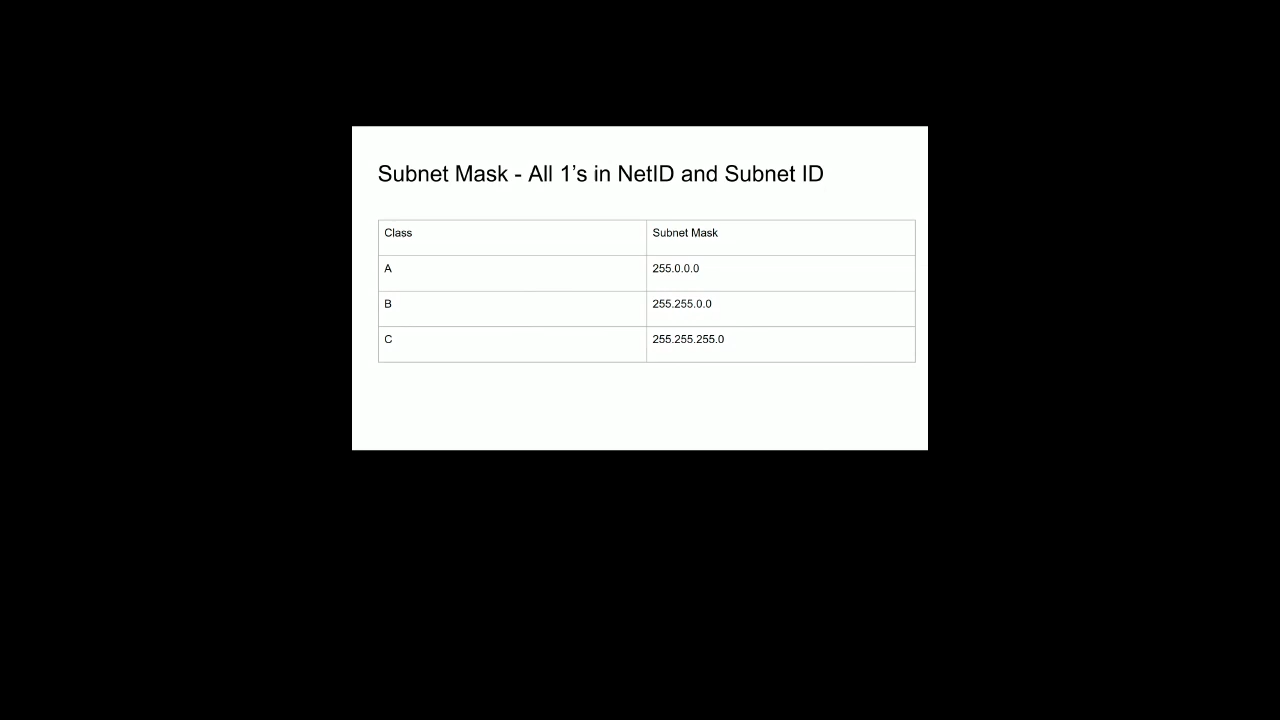 Subnet Mask - All 1’s in NetID and Subnet ID
Class Subnet Mask
A 255.0.0.0
B 255.255.0.0
C 255.255.255.0